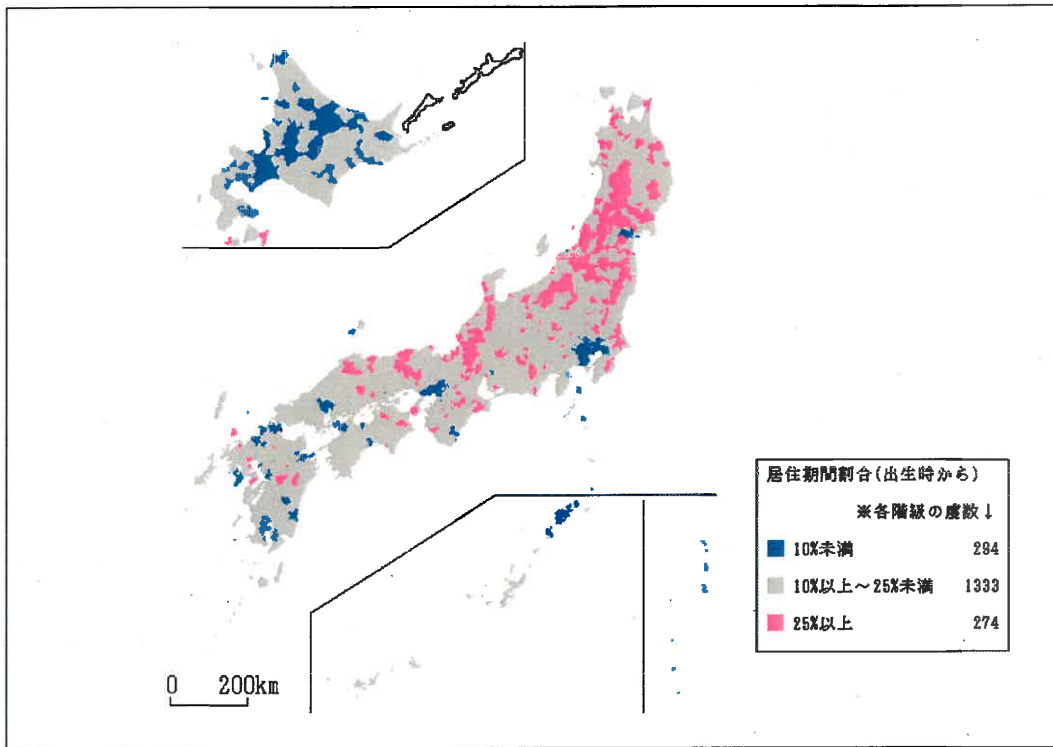 居住期間割合(出生時から)
※各階級の度数↓
10%未満 294
10%以上~25%未満 1333
25%以上 274
0 200km